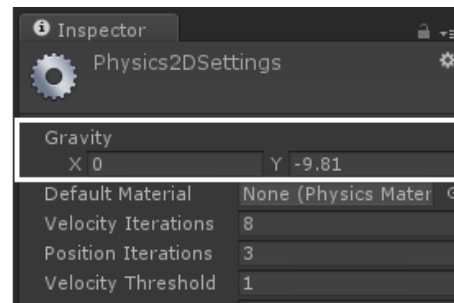 Inspector
Physics2DSettings
Gravity
X 0 Y -9.81
Default Material None (Physics Mater
Velocity Iterations 8
Position Iterations 3
Velocity Threshold 1